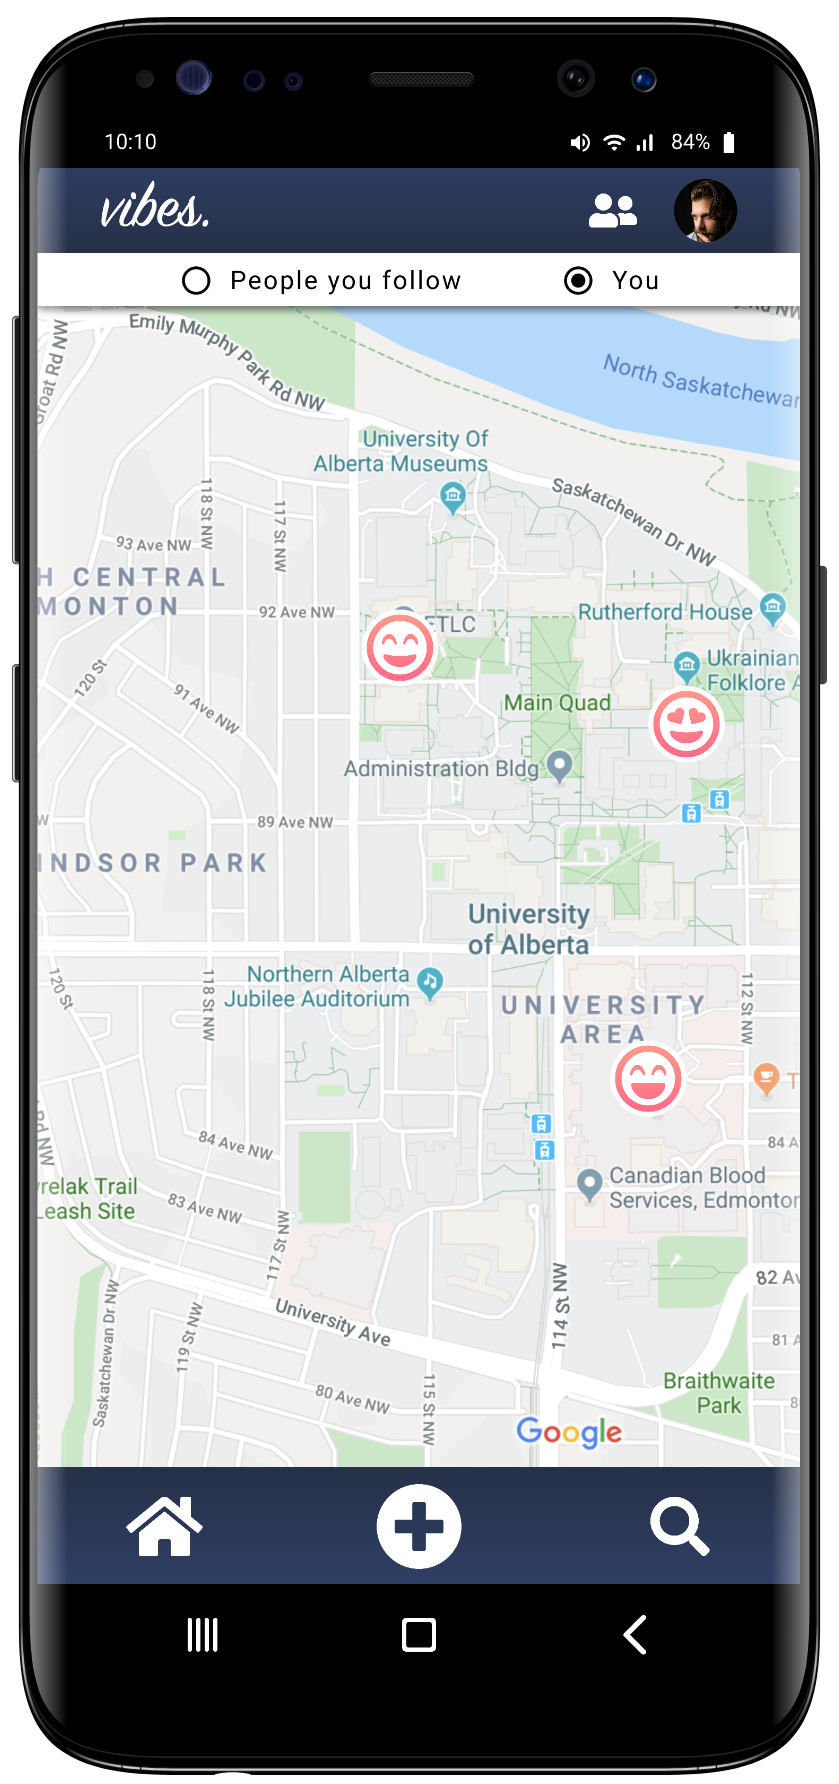 10:10
84%
vibes.
People you follow
You
Emily Murphy Park Rd NW
Groat Rd NW
North Saskatchewan
University Of
Alberta Museums
Saskatchewan Dr NW
118 St NW
117 St NW
93 Ave NW
H CENTRAL
MONTON
92 Ave NW
ETLC
Rutherford House
Ukrainian
Folklore A
120 St
91 Ave NW
Main Quad
Administration Bldg
W
89 Ave NW
INDSOR PARK
University
of Alberta
Northern Alberta
Jubilee Auditorium
120 St
118 St NW
UNIVERSITY
AREA
112 St NW
T
84 Ave NW
84 A
Canadian Blood
Services, Edmonton
yrelak Trail
Leash Site
83 Ave NW
117 St NW
82 Av
114 St NW
University Ave
Saskatchewan Dr NW
119 St NW
81 A
Braithwaite
Park
80 Ave NW
115 St NW
8
Google